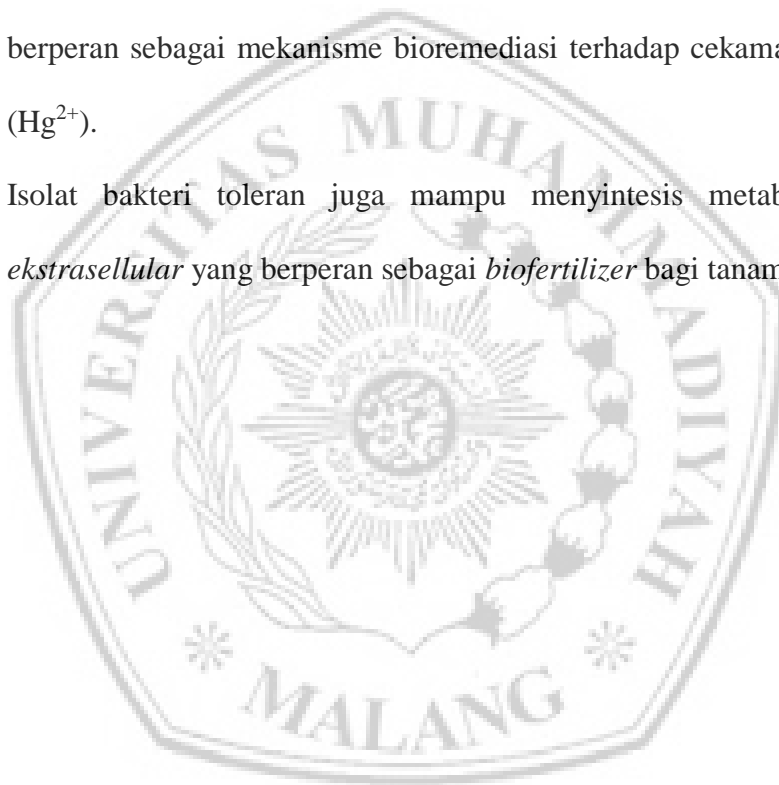 berperan sebagai mekanisme bioremediasi terhadap cekama
(Hg²⁺).
Isolat bakteri toleran juga mampu menyintesis metab
ekstrasellular yang berperan sebagai biofertilizer bagi tanam
UNIVERSITAS MUHAMMADIYAH
MALANG